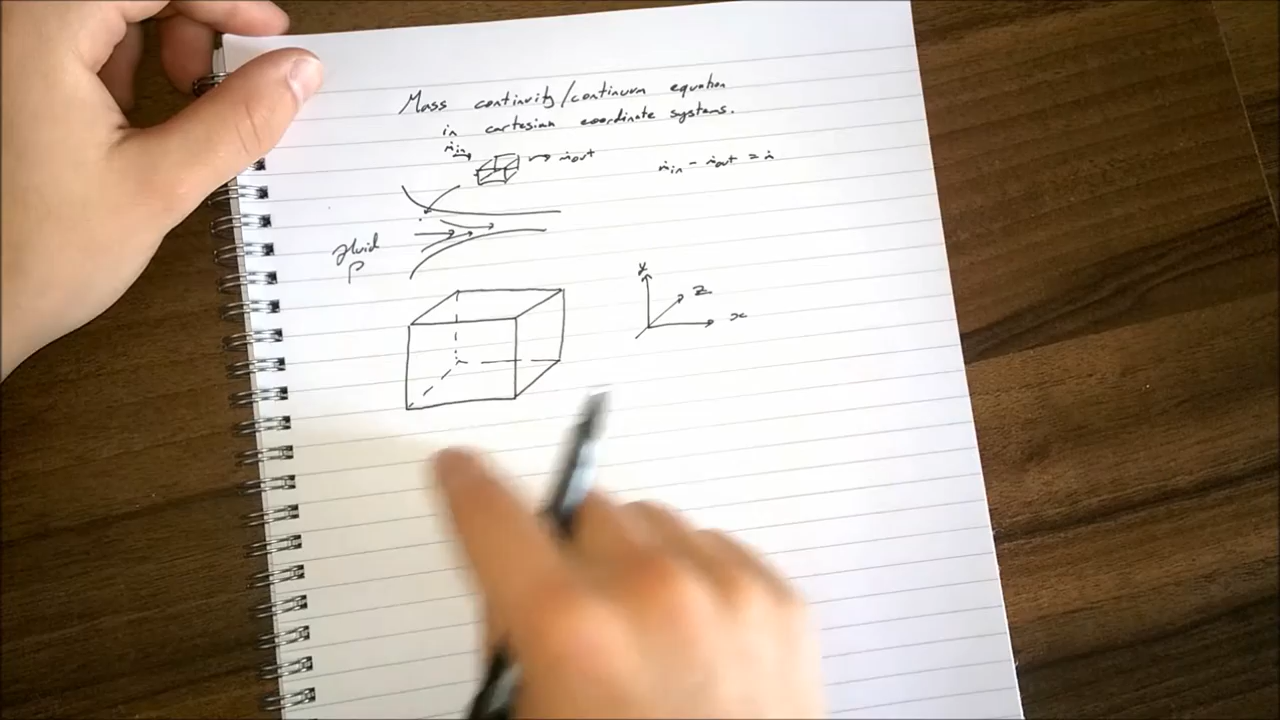 Mass continuity/continuum equation
in cartesian coordinate systems.
ṁin
ṁout
ṁin - ṁout = ṁ
fluid
ρ
y
z
x